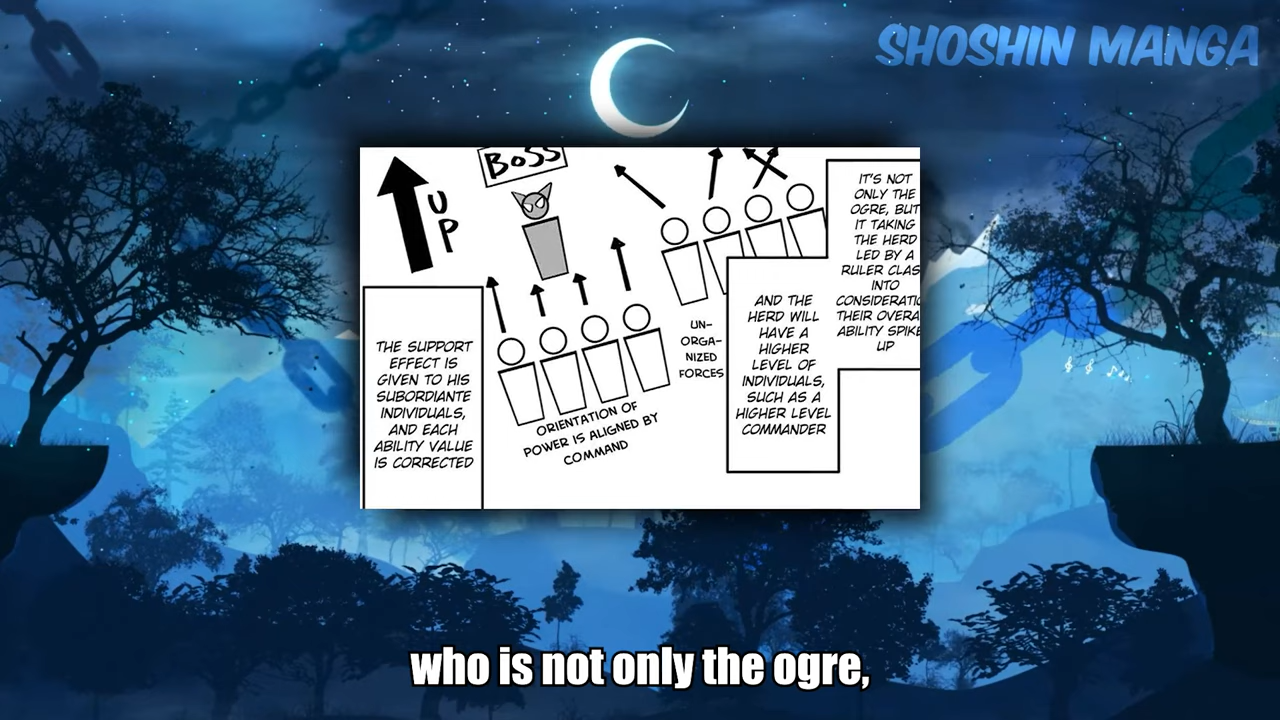 SHOSHIN MANGA
BOSS
UP
IT'S NOT
ONLY THE
OGRE, BUT
IT TAKING
THE HERD
LED BY A
RULER CLAS
INTO
CONSIDERATIO
THEIR OVERA
ABILITY SPIKE
UP
AND THE
HERD WILL
HAVE A
HIGHER
LEVEL OF
INDIVIDUALS,
SUCH AS A
HIGHER LEVEL
COMMANDER
UN-
ORGA-
NIZED
FORCES
ORIENTATION OF
POWER IS ALIGNED BY
COMMAND
THE SUPPORT
EFFECT IS
GIVEN TO HIS
SUBORDIANTE
INDIVIDUALS,
AND EACH
ABILITY VALUE
IS CORRECTED
who is not only the ogre,